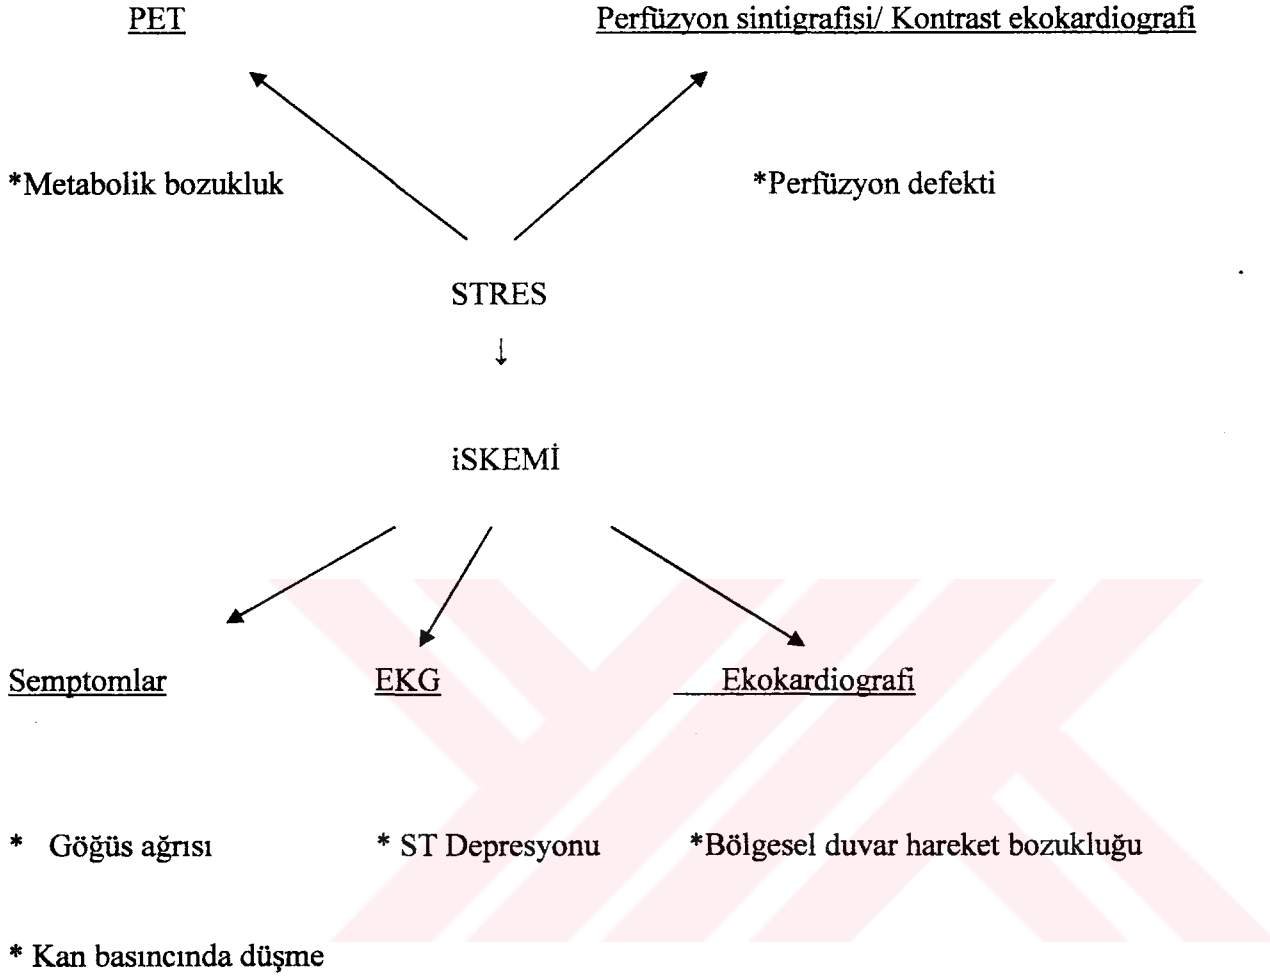 PET Perfüzyon sintigrafisi/ Kontrast ekokardiografi
*Metabolik bozukluk *Perfüzyon defekti
STRES
↓
iSKEMİ
Semptomlar EKG Ekokardiografi
* Göğüs ağrısı * ST Depresyonu *Bölgesel duvar hareket bozukluğu
* Kan basıncında düşme